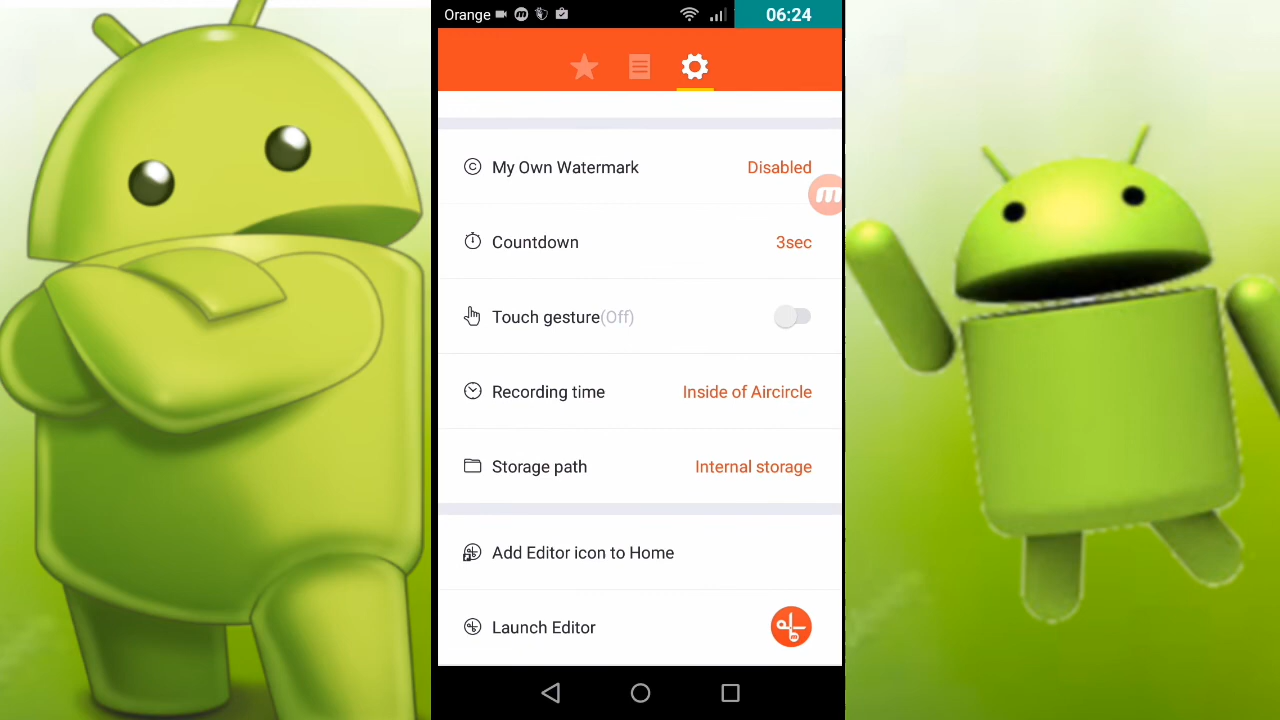 Orange 06:24
My Own Watermark Disabled
Countdown 3sec
Touch gesture(Off)
Recording time Inside of Aircircle
Storage path Internal storage
Add Editor icon to Home
Launch Editor